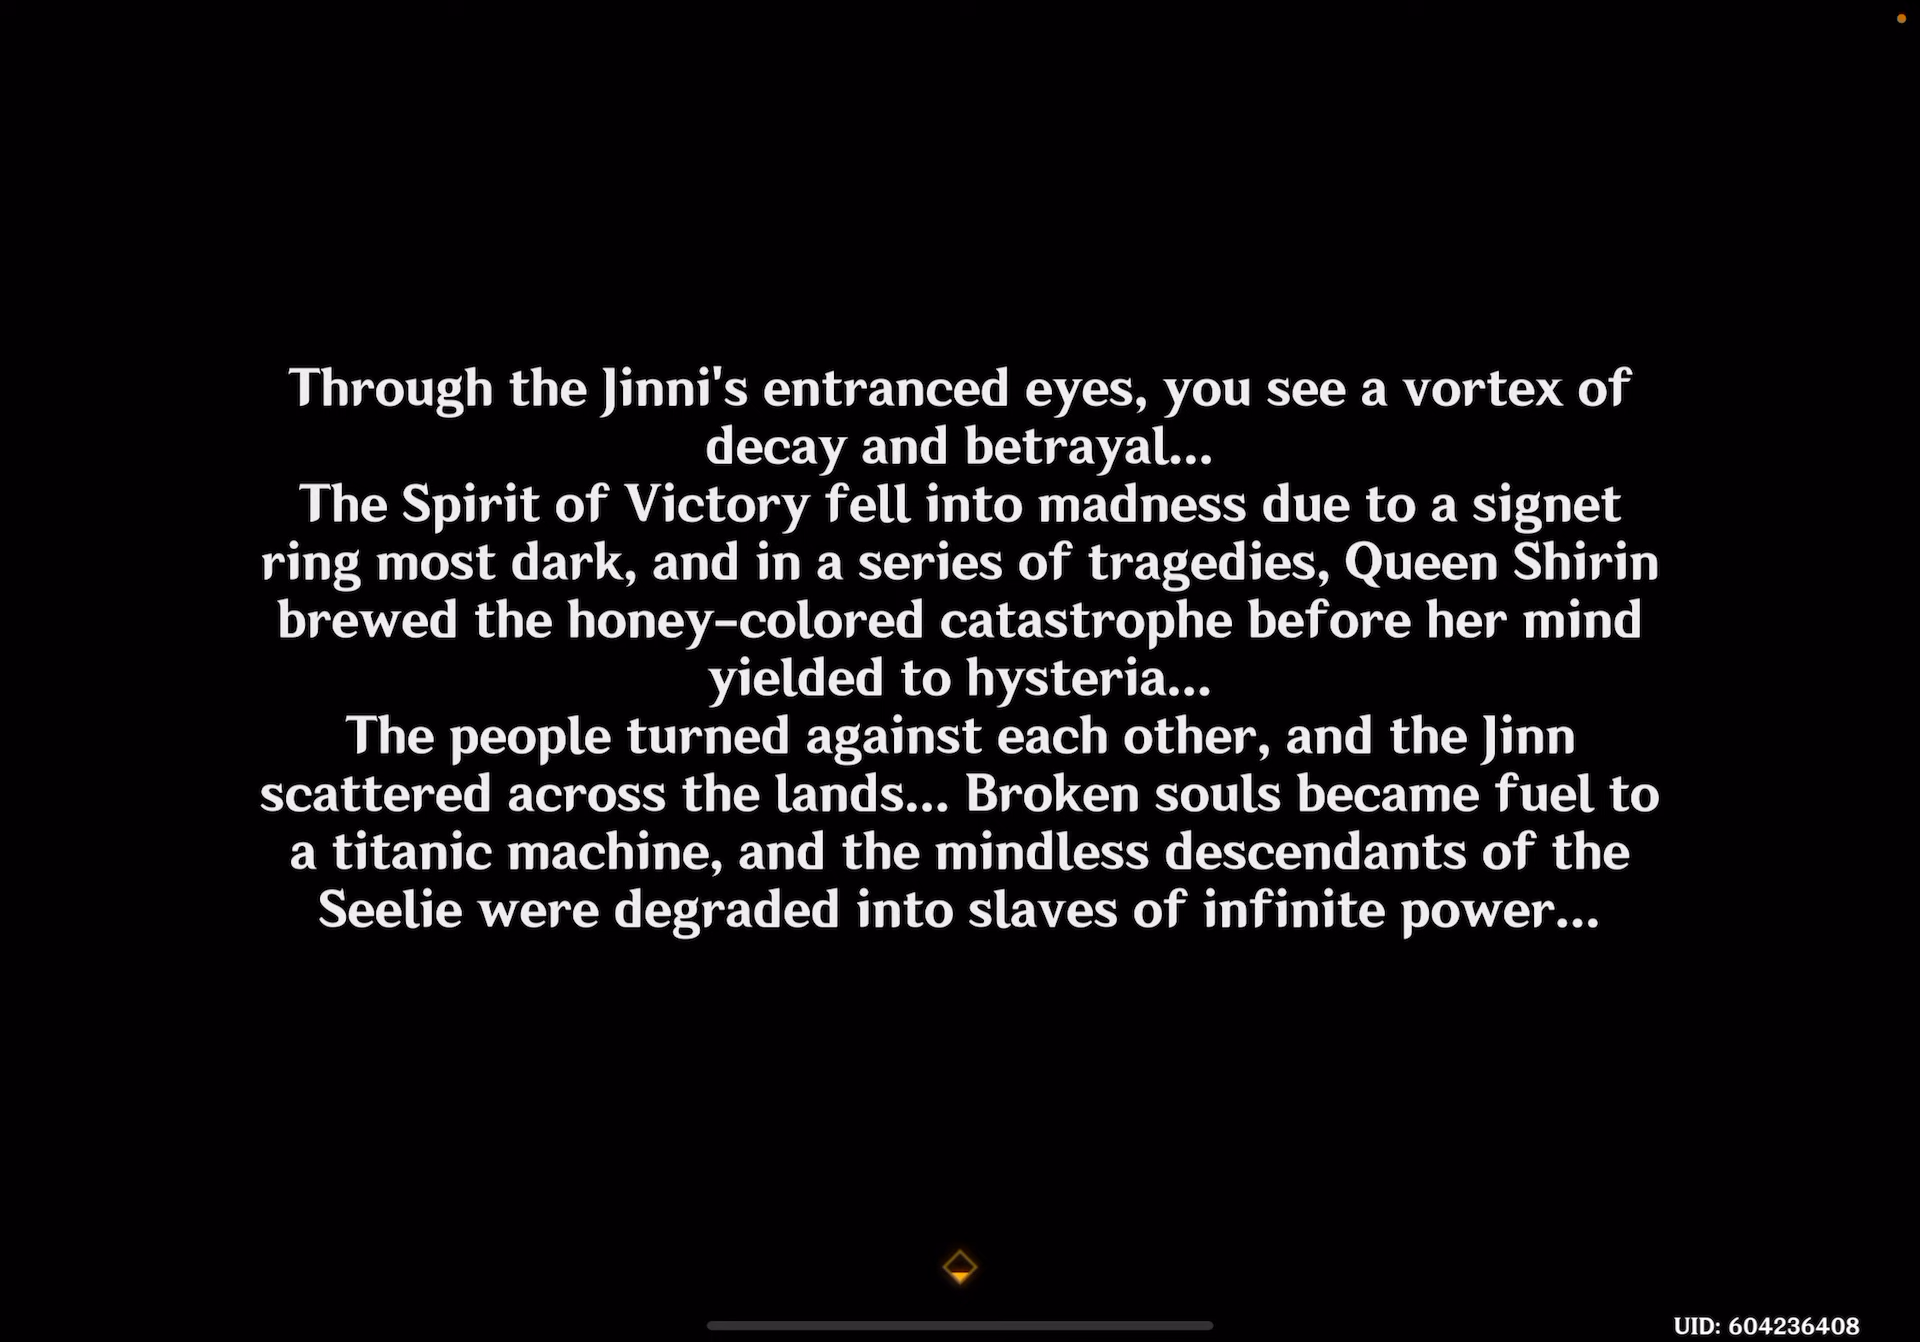 Through the Jinni's entranced eyes, you see a vortex of
decay and betrayal...
The Spirit of Victory fell into madness due to a signet
ring most dark, and in a series of tragedies, Queen Shirin
brewed the honey-colored catastrophe before her mind
yielded to hysteria...
The people turned against each other, and the Jinn
scattered across the lands... Broken souls became fuel to
a titanic machine, and the mindless descendants of the
Seelie were degraded into slaves of infinite power...
UID: 604236408